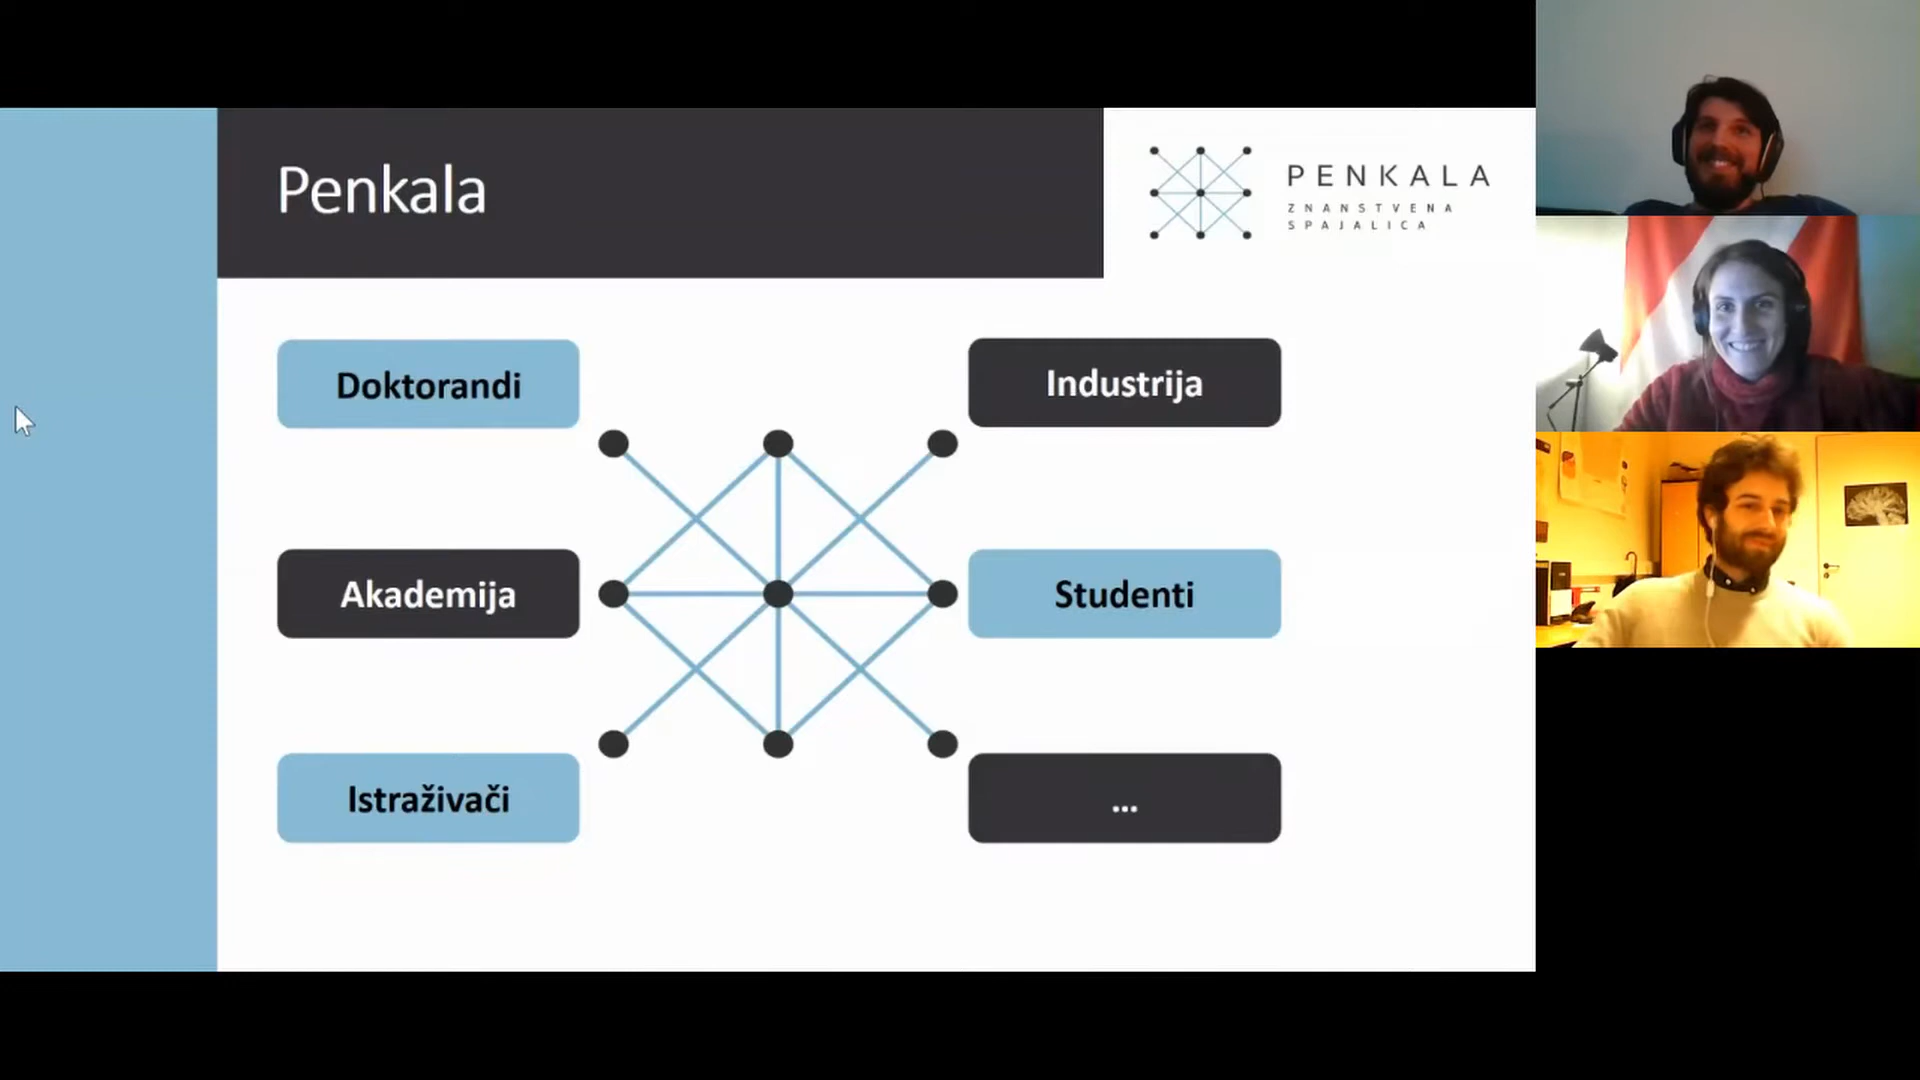 Penkala
PENKALA
ZNANSTVENA
SPAJALICA
Doktorandi
Industrija
Akademija
Studenti
Istraživači
...